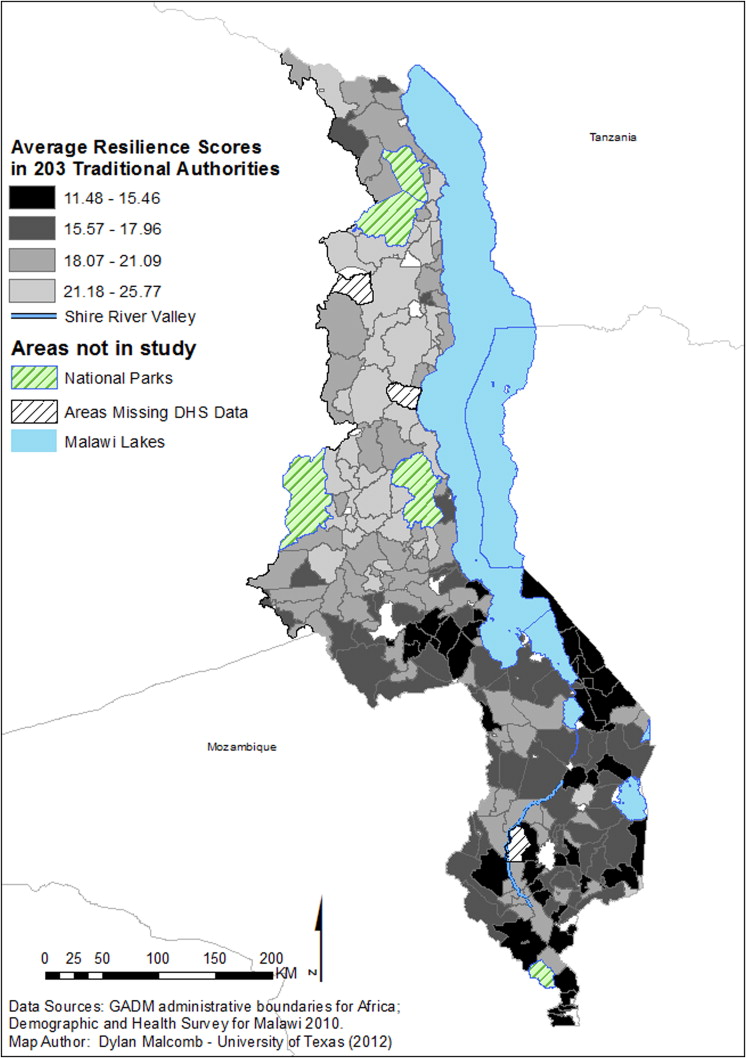 Tanzania
Average Resilience Scores
in 203 Traditional Authorities
11.48 - 15.46
15.57 - 17.96
18.07 - 21.09
21.18 - 25.77
Shire River Valley
Areas not in study
National Parks
Areas Missing DHS Data
Malawi Lakes
Mozambique
0 25 50 100 150 200
KM
N
Data Sources: GADM administrative boundaries for Africa;
Demographic and Health Survey for Malawi 2010.
Map Author: Dylan Malcomb - University of Texas (2012)